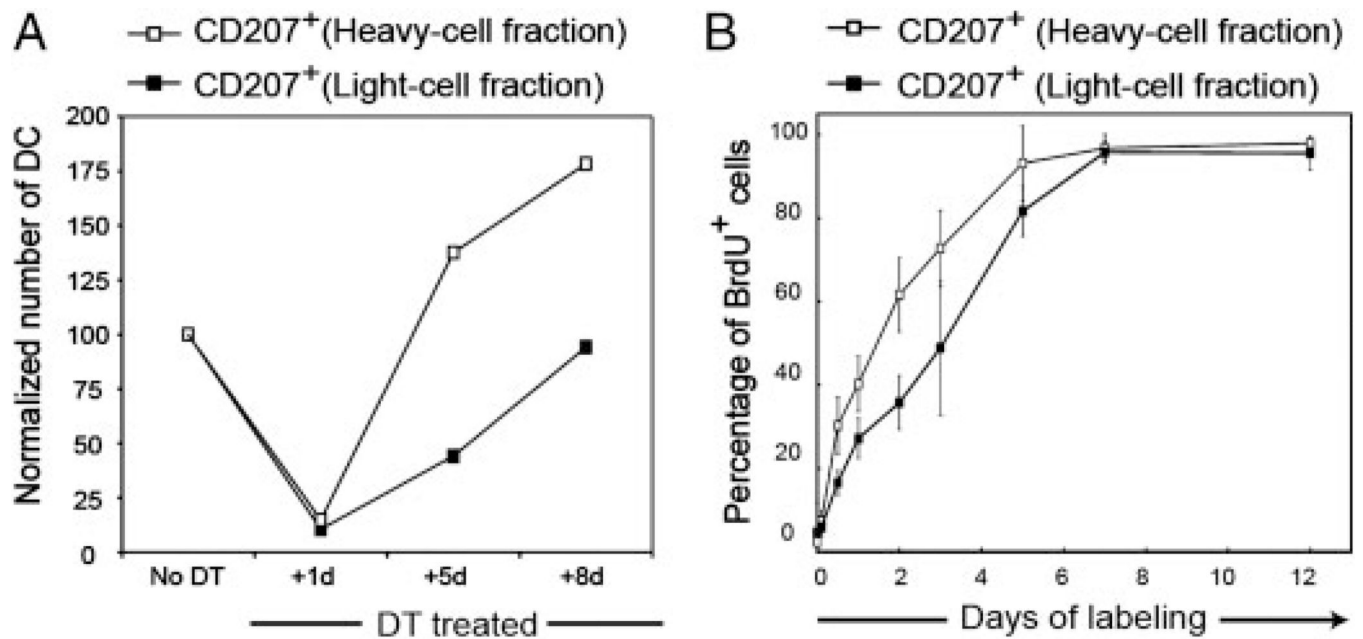 A
CD207+ (Heavy-cell fraction)
CD207+ (Light-cell fraction)
Normalized number of DC
200
175
150
125
100
75
50
25
0
No DT +1d +5d +8d
DT treated
B
CD207+ (Heavy-cell fraction)
CD207+ (Light-cell fraction)
Percentage of BrdU+ cells
100
80
60
40
20
0
0 2 4 6 8 10 12
Days of labeling